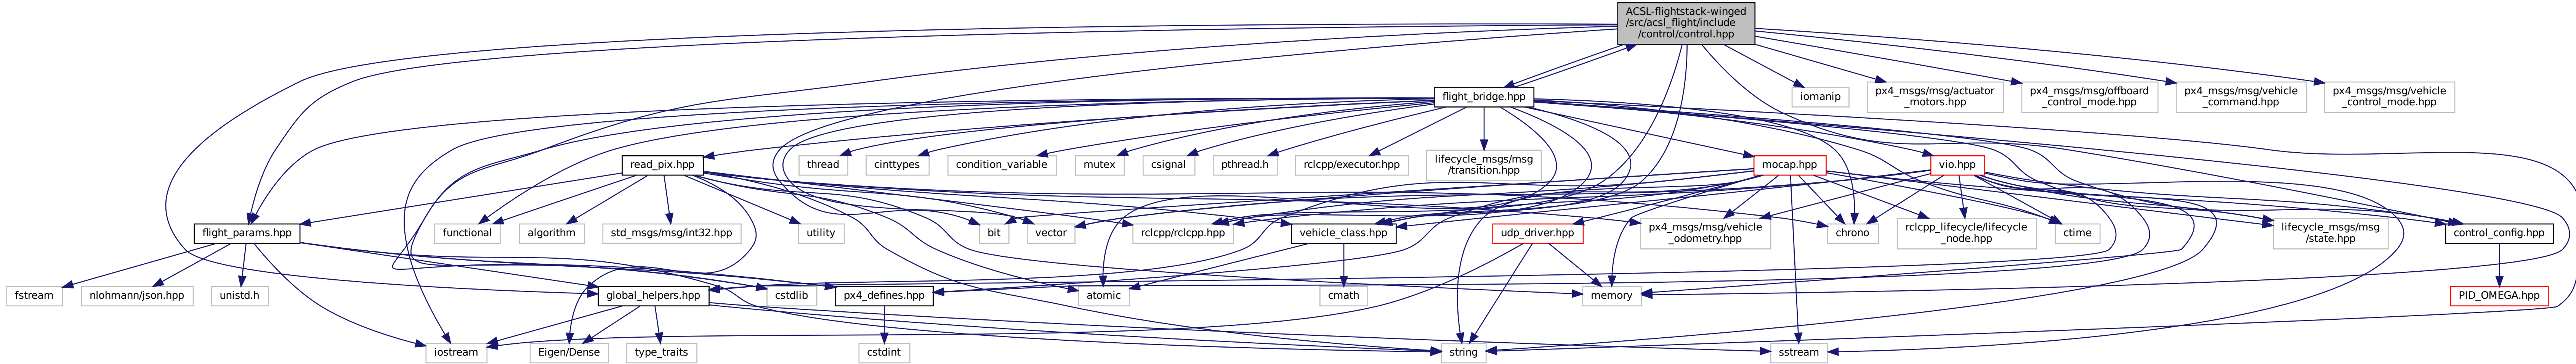 ACSL-flightstack-winged
/src/acsl_flight/include
/control/control.hpp
flight_bridge.hpp
iomanip
px4_msgs/msg/actuator
_motors.hpp
px4_msgs/msg/offboard
_control_mode.hpp
px4_msgs/msg/vehicle
_command.hpp
px4_msgs/msg/vehicle
_control_mode.hpp
read_pix.hpp
thread
cinttypes
condition_variable
mutex
csignal
pthread.h
rclcpp/executor.hpp
lifecycle_msgs/msg
/transition.hpp
mocap.hpp
vio.hpp
flight_params.hpp
functional
algorithm
std_msgs/msg/int32.hpp
utility
bit
vector
rclcpp/rclcpp.hpp
vehicle_class.hpp
udp_driver.hpp
px4_msgs/msg/vehicle
_odometry.hpp
chrono
rclcpp_lifecycle/lifecycle
_node.hpp
ctime
lifecycle_msgs/msg
/state.hpp
control_config.hpp
fstream
nlohmann/json.hpp
unistd.h
global_helpers.hpp
cstdlib
px4_defines.hpp
atomic
cmath
memory
PID_OMEGA.hpp
iostream
Eigen/Dense
type_traits
cstdint
string
sstream